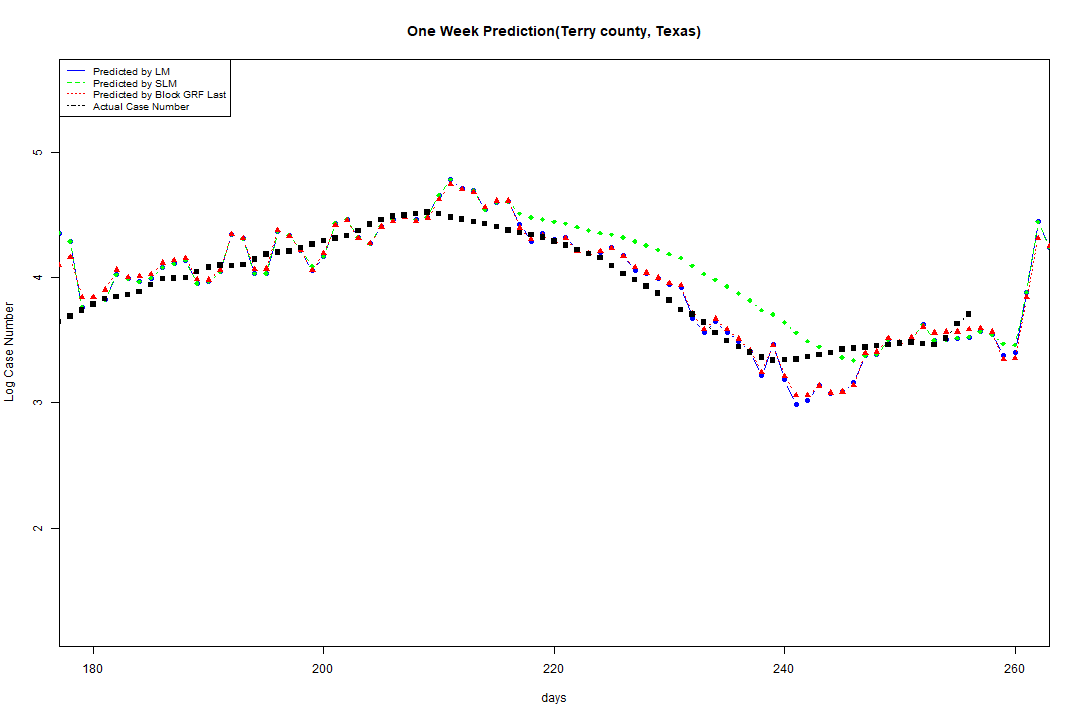 One Week Prediction(Terry county, Texas)
Predicted by LM
Predicted by SLM
Predicted by Block GRF Last
Actual Case Number
5
4
3
2
Log Case Number
180 200 220 240 260
days